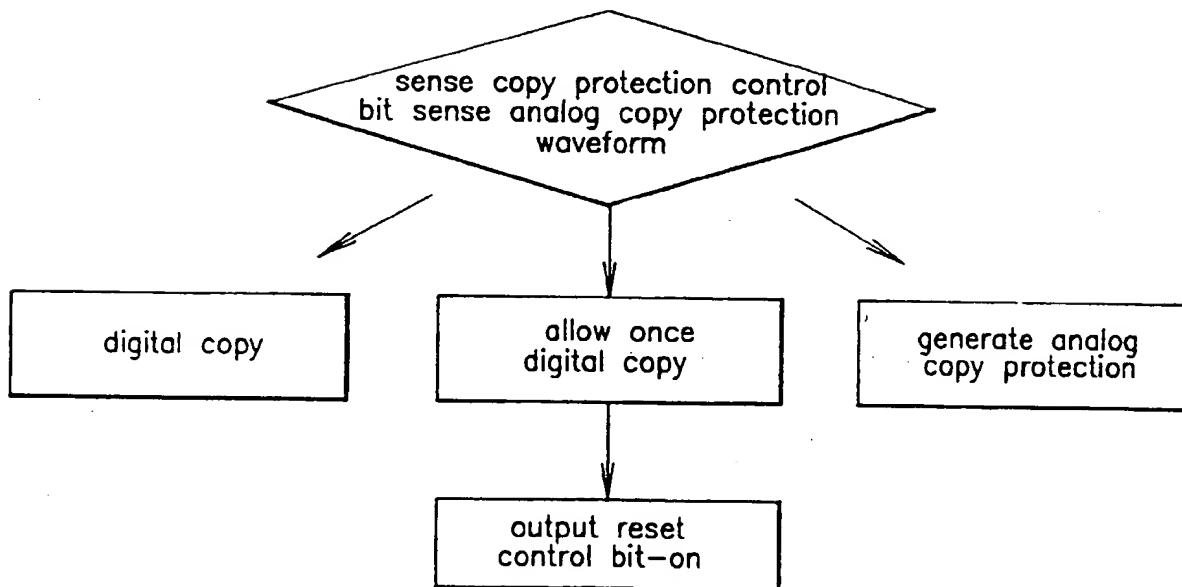 sense copy protection control
bit sense analog copy protection
waveform
digital copy
allow once
digital copy
generate analog
copy protection
output reset
control bit-on